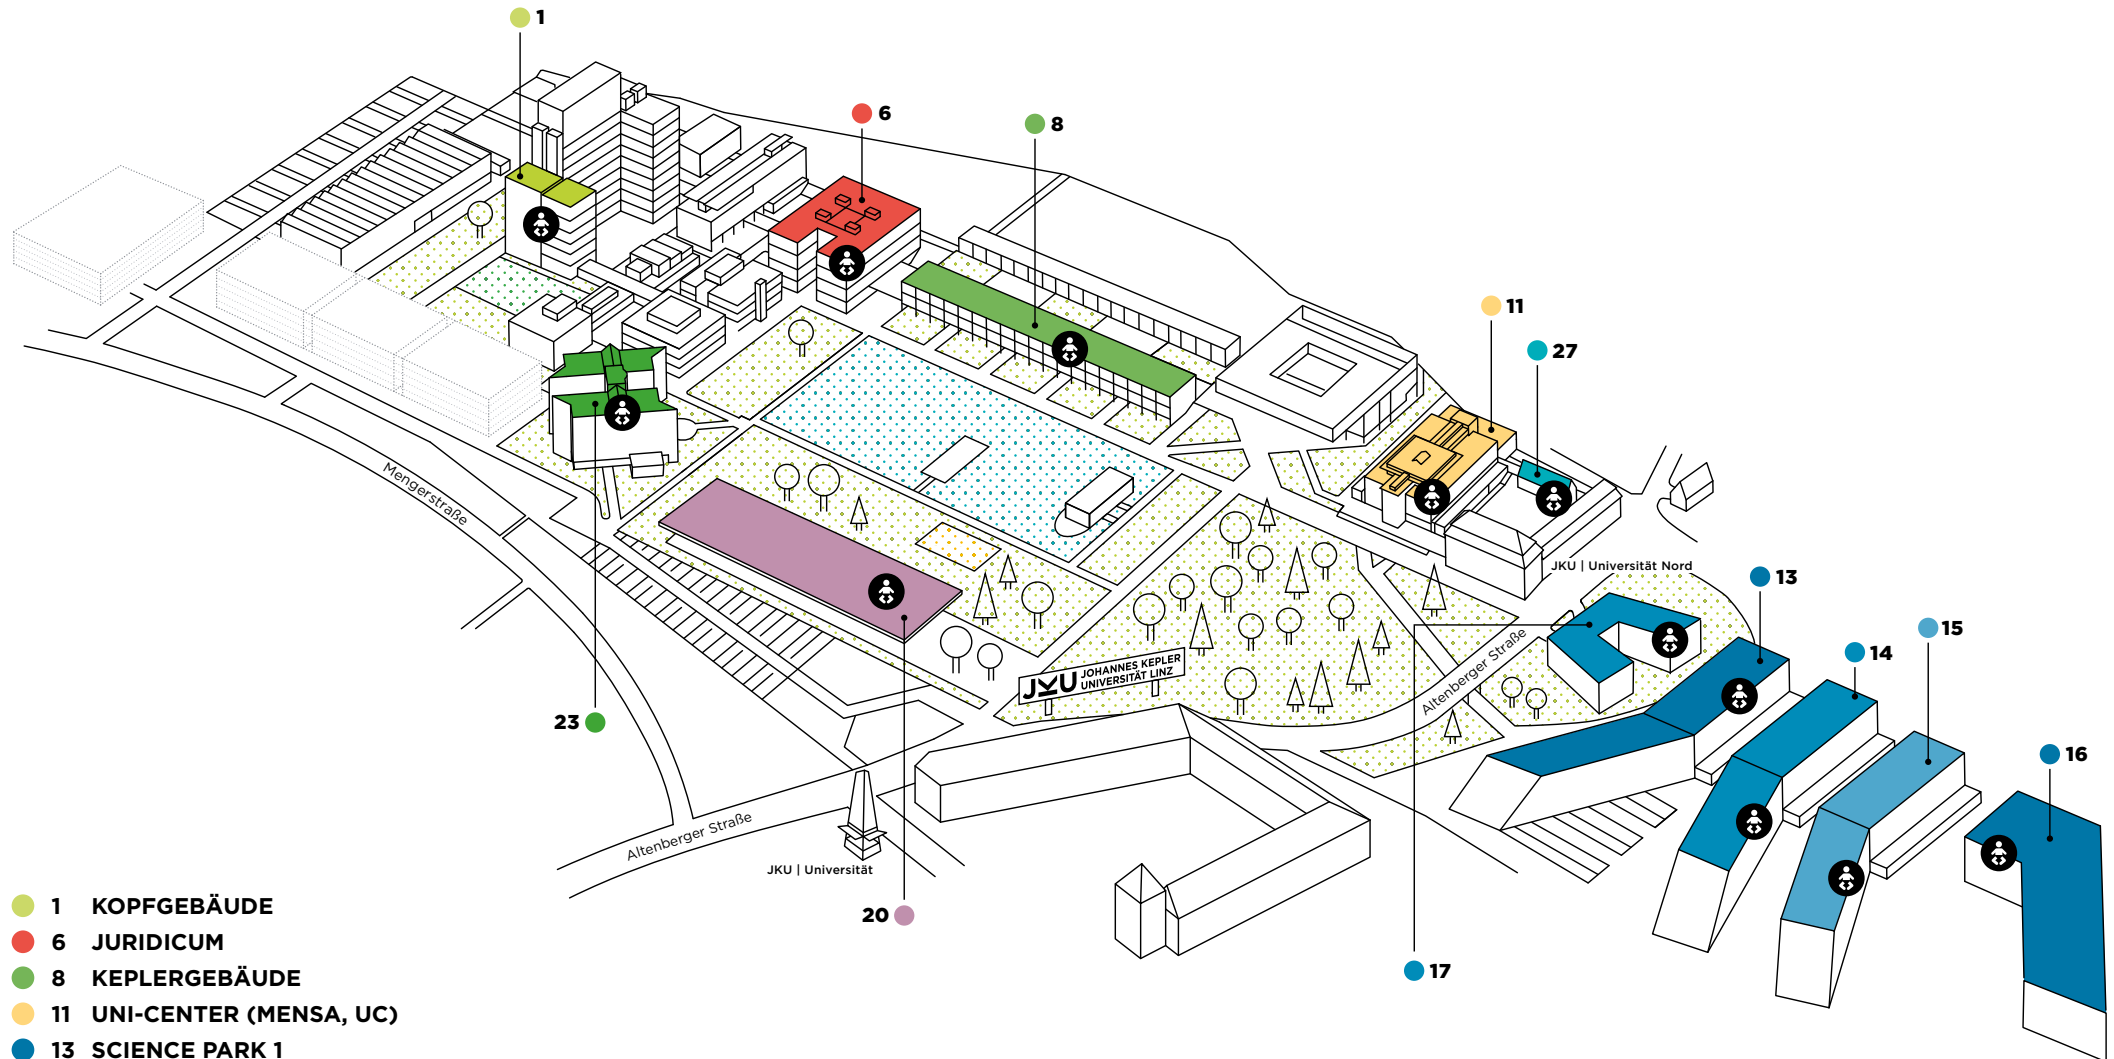 1
6
8
11
27
Mengerstraße
JKU | Universität Nord
13
15
14
Altenberger Straße
JKU JOHANNES KEPLER
UNIVERSITÄT LINZ
23
16
Altenberger Straße
JKU | Universität
20
17
1 KOPFGEBÄUDE
6 JURIDICUM
8 KEPLERGEBÄUDE
11 UNI-CENTER (MENSA, UC)
13 SCIENCE PARK 1